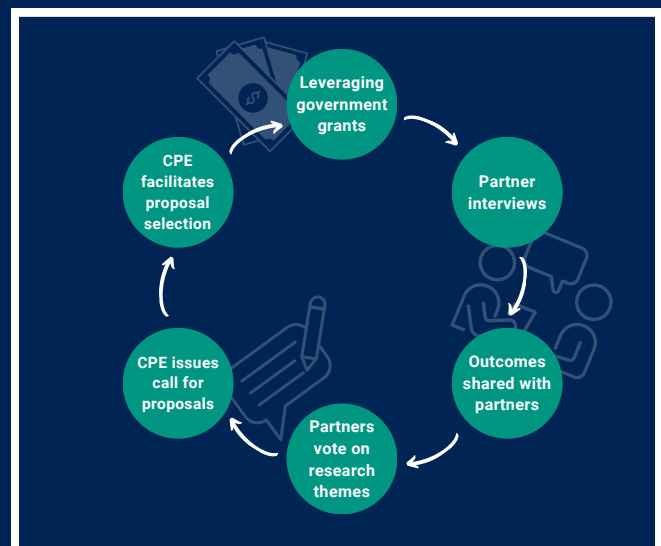 Leveraging
government
grants
Partner
interviews
Outcomes
shared with
partners
Partners
vote on
research
themes
CPE issues
call for
proposals
CPE
facilitates
proposal
selection
$